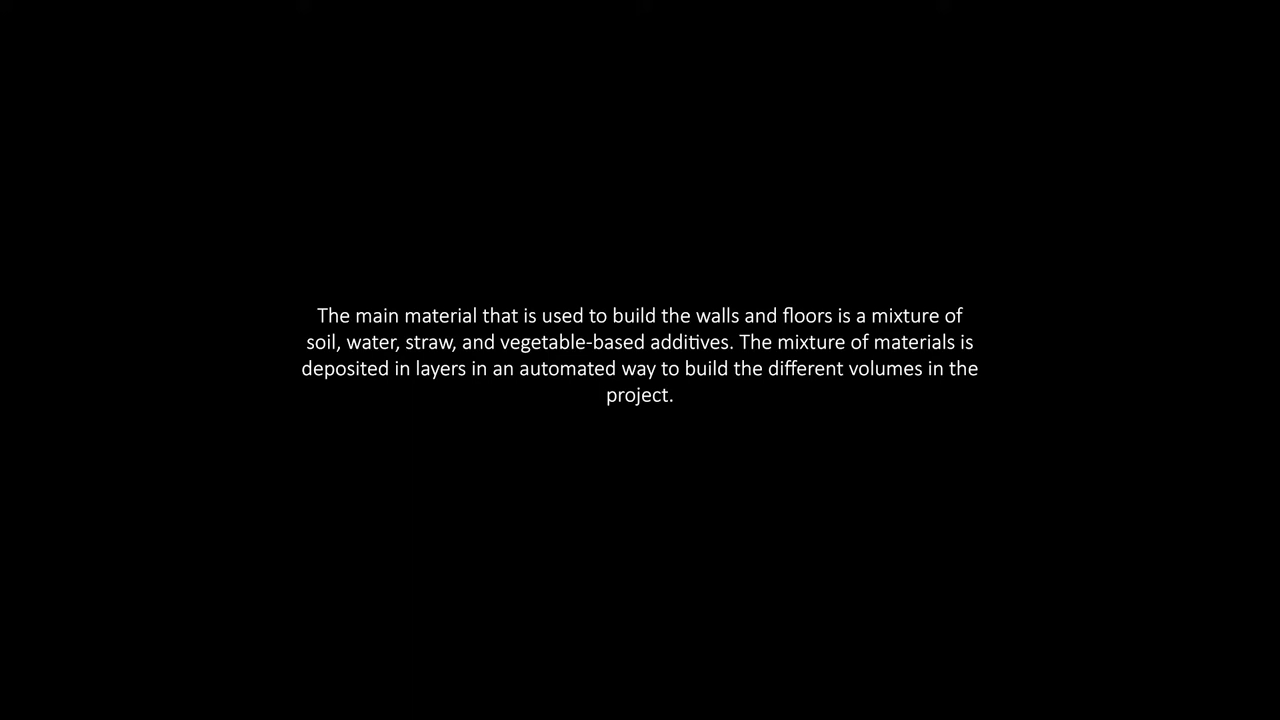 The main material that is used to build the walls and floors is a mixture of
soil, water, straw, and vegetable-based additives. The mixture of materials is
deposited in layers in an automated way to build the different volumes in the
project.